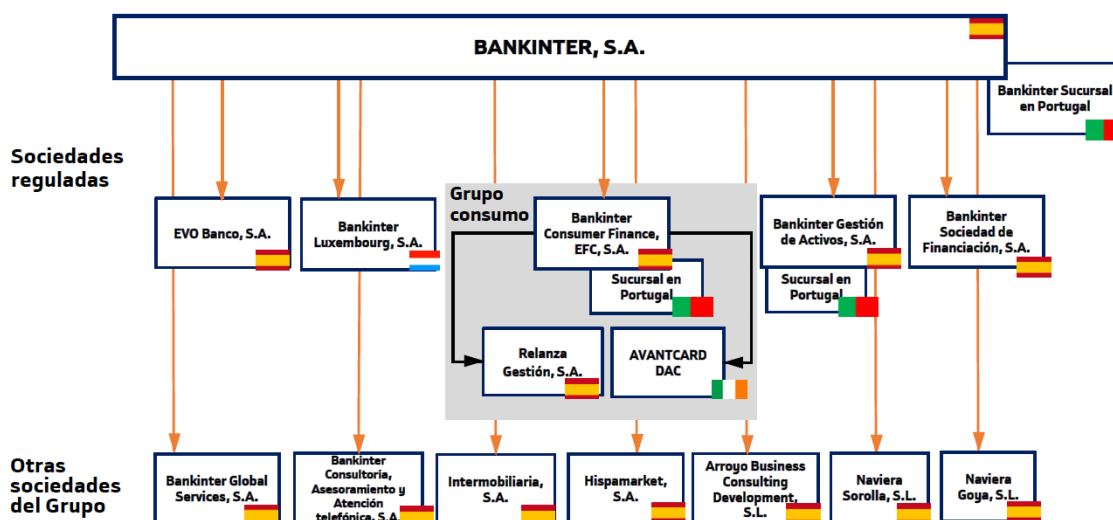 BANKINTER, S.A.
Bankinter Sucursal
en Portugal
Sociedades
reguladas
EVO Banco, S.A.
Bankinter
Luxembourg, S.A.
Grupo
consumo
Bankinter
Consumer Finance,
EFC, S.A.
Sucursal en
Portugal
Relanza
Gestión, S.A.
AVANTCARD
DAC
Bankinter Gestión
de Activos, S.A.
Sucursal en
Portugal
Bankinter
Sociedad de
Financiación, S.A.
Otras
sociedades
del Grupo
Bankinter Global
Services, S.A.
Bankinter
Consultoría,
Asesoramiento y
Atención
telefónica, S.A.
Intermobiliaria,
S.A.
Hispamarket,
S.A.
Arroyo Business
Consulting
Development,
S.L.
Naviera
Sorolla, S.L.
Naviera
Goya, S.L.